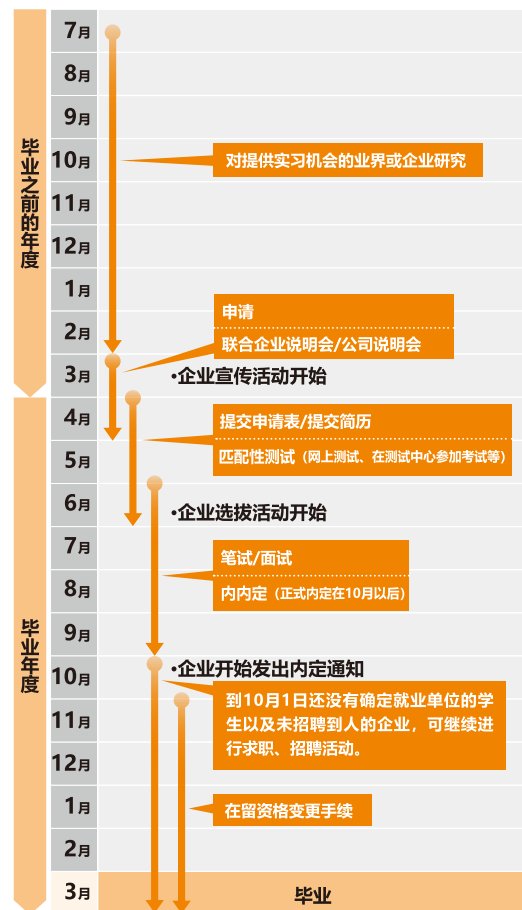 毕业之前的年度
7月
8月
9月
10月
对提供实习机会的业界或企业研究
11月
12月
1月
申请
2月
联合企业说明会/公司说明会
3月
·企业宣传活动开始
毕业年度
4月
提交申请表/提交简历
5月
匹配性测试（网上测试、在测试中心参加考试等）
6月
·企业选拔活动开始
7月
笔试/面试
8月
内内定（正式内定在10月以后）
9月
10月
·企业开始发出内定通知
到10月1日还没有确定就业单位的学
11月
生以及未招聘到人的企业，可继续进
行求职、招聘活动。
12月
1月
在留资格变更手续
2月
3月
毕业